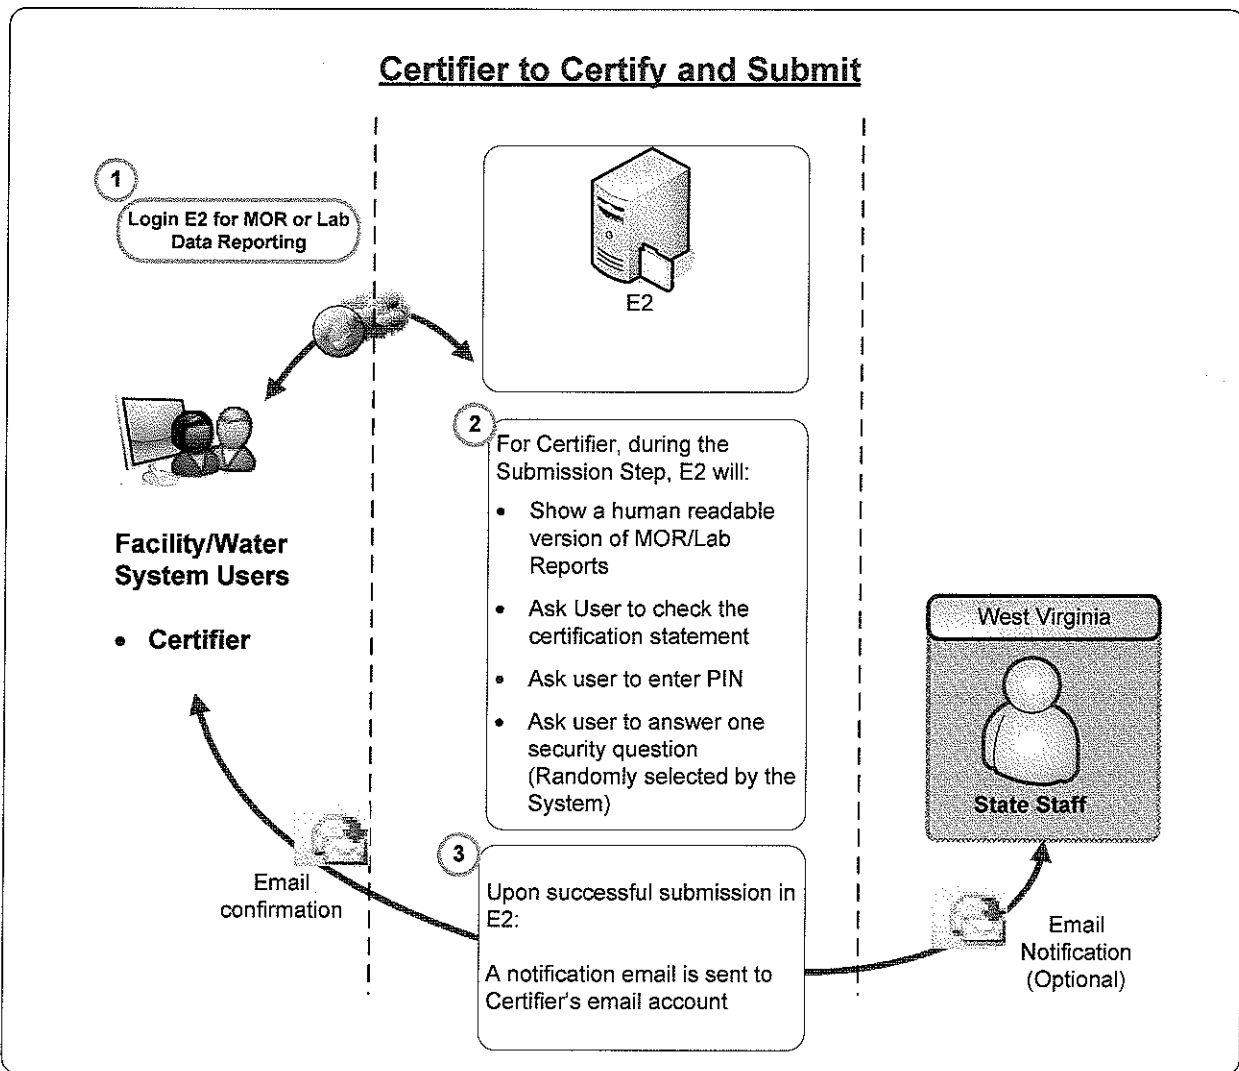 Certifier to Certify and Submit
1
Login E2 for MOR or Lab
Data Reporting
E2
Facility/Water
System Users
• Certifier
2
For Certifier, during the
Submission Step, E2 will:
• Show a human readable
version of MOR/Lab
Reports
• Ask User to check the
certification statement
• Ask user to enter PIN
• Ask user to answer one
security question
(Randomly selected by the
System)
West Virginia
State Staff
Email
confirmation
3
Upon successful submission in
E2:
A notification email is sent to
Certifier's email account
Email
Notification
(Optional)